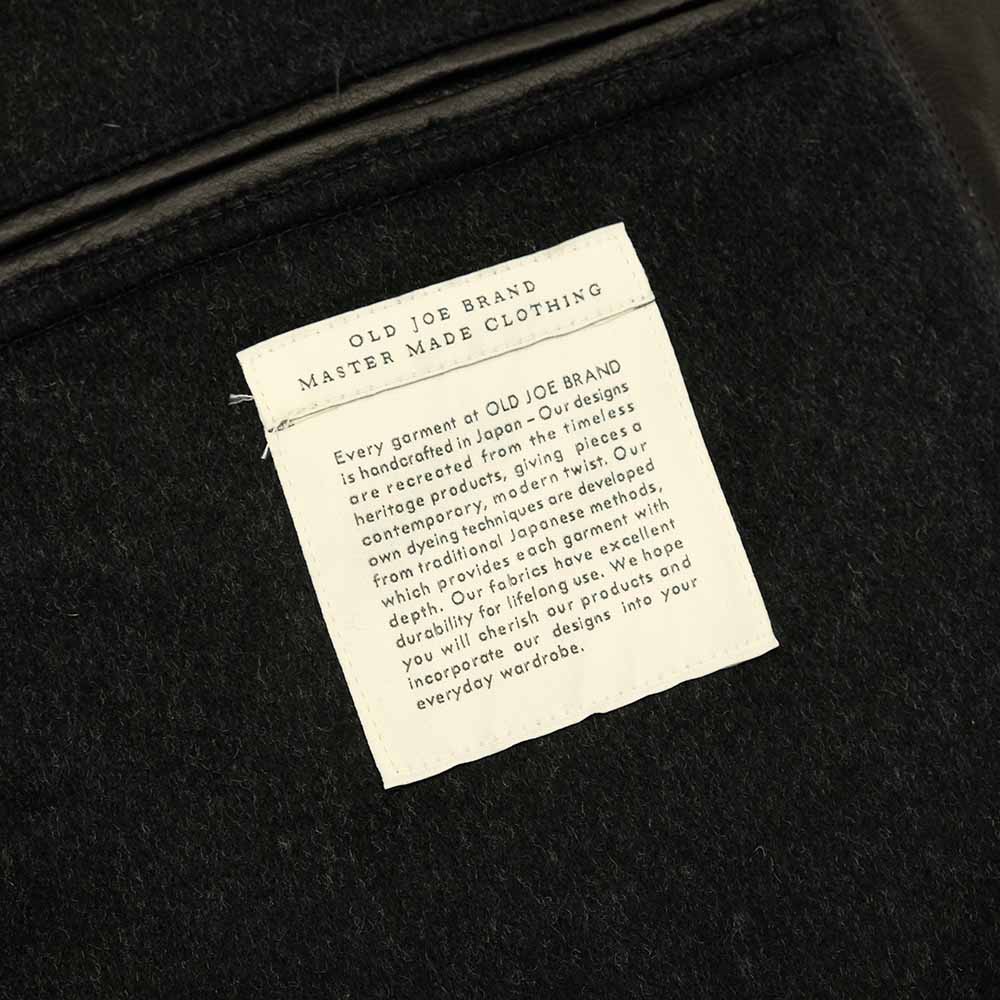 OLD JOE BRAND
MASTER MADE CLOTHING
Every garment at OLD JOE BRAND
is handcrafted in Japan – Our designs
are recreated from the timeless
heritage products, giving pieces a
contemporary, modern twist. Our
own dyeing techniques are developed
from traditional Japanese methods,
which provides each garment with
depth. Our fabrics have excellent
durability for lifelong use. We hope
you will cherish our products and
incorporate our designs into your
everyday wardrobe.